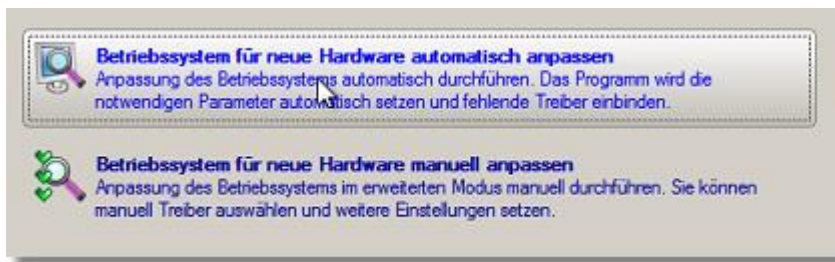 Betriebssystem für neue Hardware automatisch anpassen
Anpassung des Betriebssystems automatisch durchführen. Das Programm wird die
notwendigen Parameter automatisch setzen und fehlende Treiber einbinden.
Betriebssystem für neue Hardware manuell anpassen
Anpassung des Betriebssystems im erweiterten Modus manuell durchführen. Sie können
manuell Treiber auswählen und weitere Einstellungen setzen.